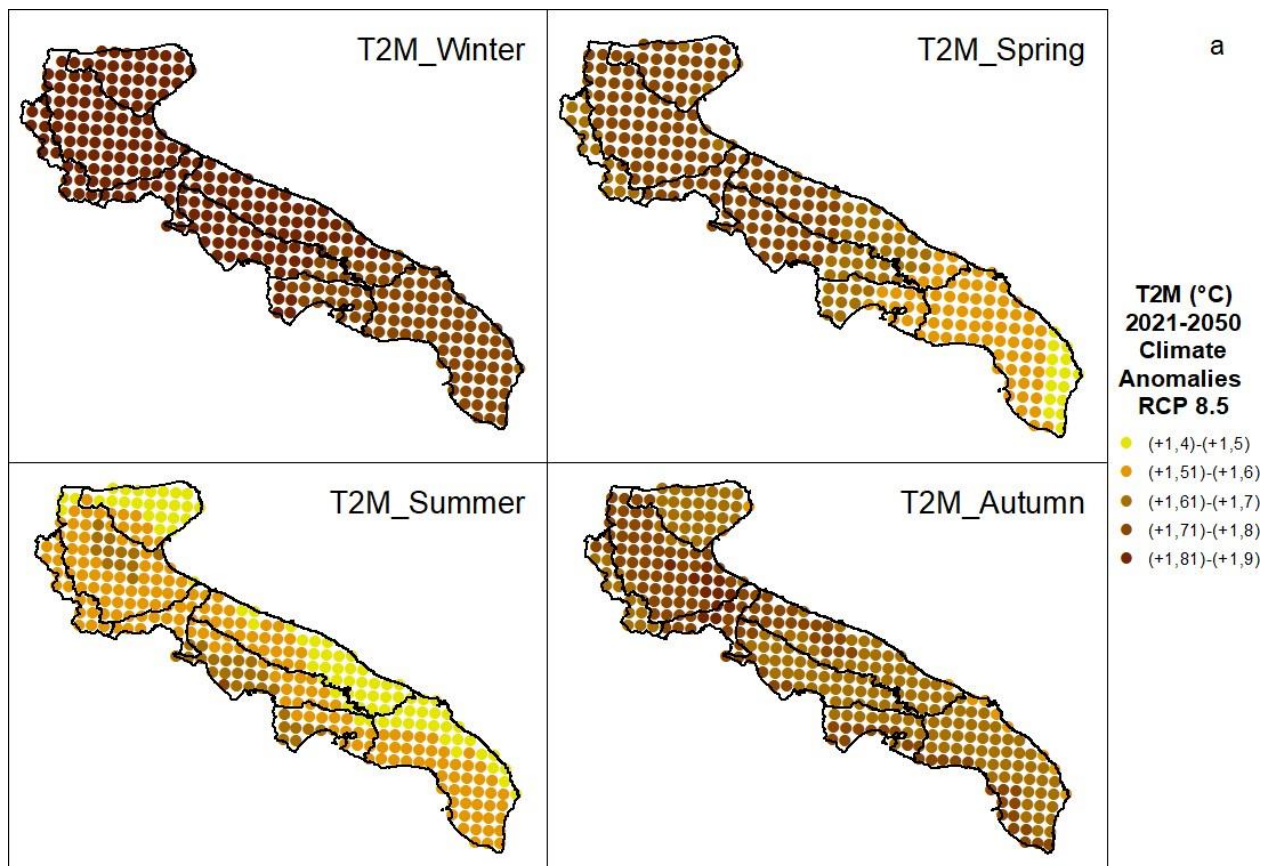 T2M_Winter
T2M_Spring
a
T2M_Summer
T2M_Autumn
T2M (°C)
2021-2050
Climate
Anomalies
RCP 8.5
(+1,4)-(+1,5)
(+1,51)-(+1,6)
(+1,61)-(+1,7)
(+1,71)-(+1,8)
(+1,81)-(+1,9)